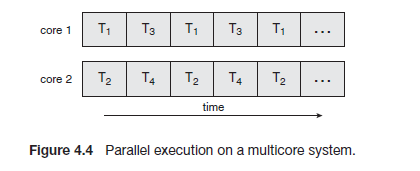 core 1 T₁ T₃ T₁ T₃ T₁ ...
core 2 T₂ T₄ T₂ T₄ T₂ ...
time
Figure 4.4 Parallel execution on a multicore system.